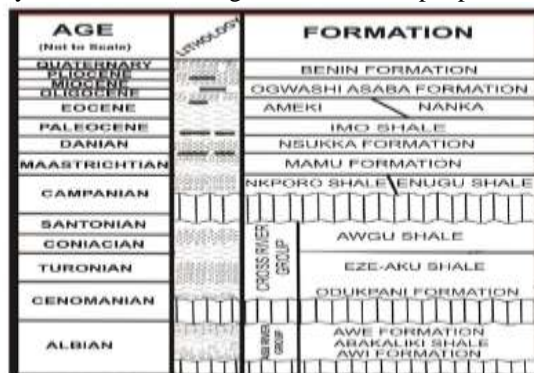 AGE
(Not to Scale)
LITHOLOGY
FORMATION
QUATERNARY
PLIOCENE
MIOCENE
OLIGOCENE
EOCENE
PALEOCENE
DANIAN
MAASTRICHTIAN
CAMPANIAN
SANTONIAN
CONIACIAN
TURONIAN
CENOMANIAN
ALBIAN
BENIN FORMATION
OGWASHI ASABA FORMATION
AMEKI NANKA
IMO SHALE
NSUKKA FORMATION
MAMU FORMATION
NKPORO SHALE ENUGU SHALE
CROSS RIVER
GROUP
AWGU SHALE
EZE-AKU SHALE
ODUKPANI FORMATION
RIVER
GROUP
AWE FORMATION
ABAKALIKI SHALE
AWI FORMATION